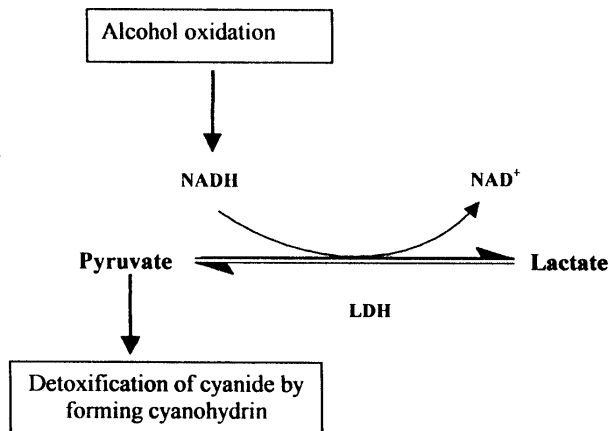 Alcohol oxidation
NADH NAD⁺
Pyruvate Lactate
LDH
Detoxification of cyanide by
forming cyanohydrin